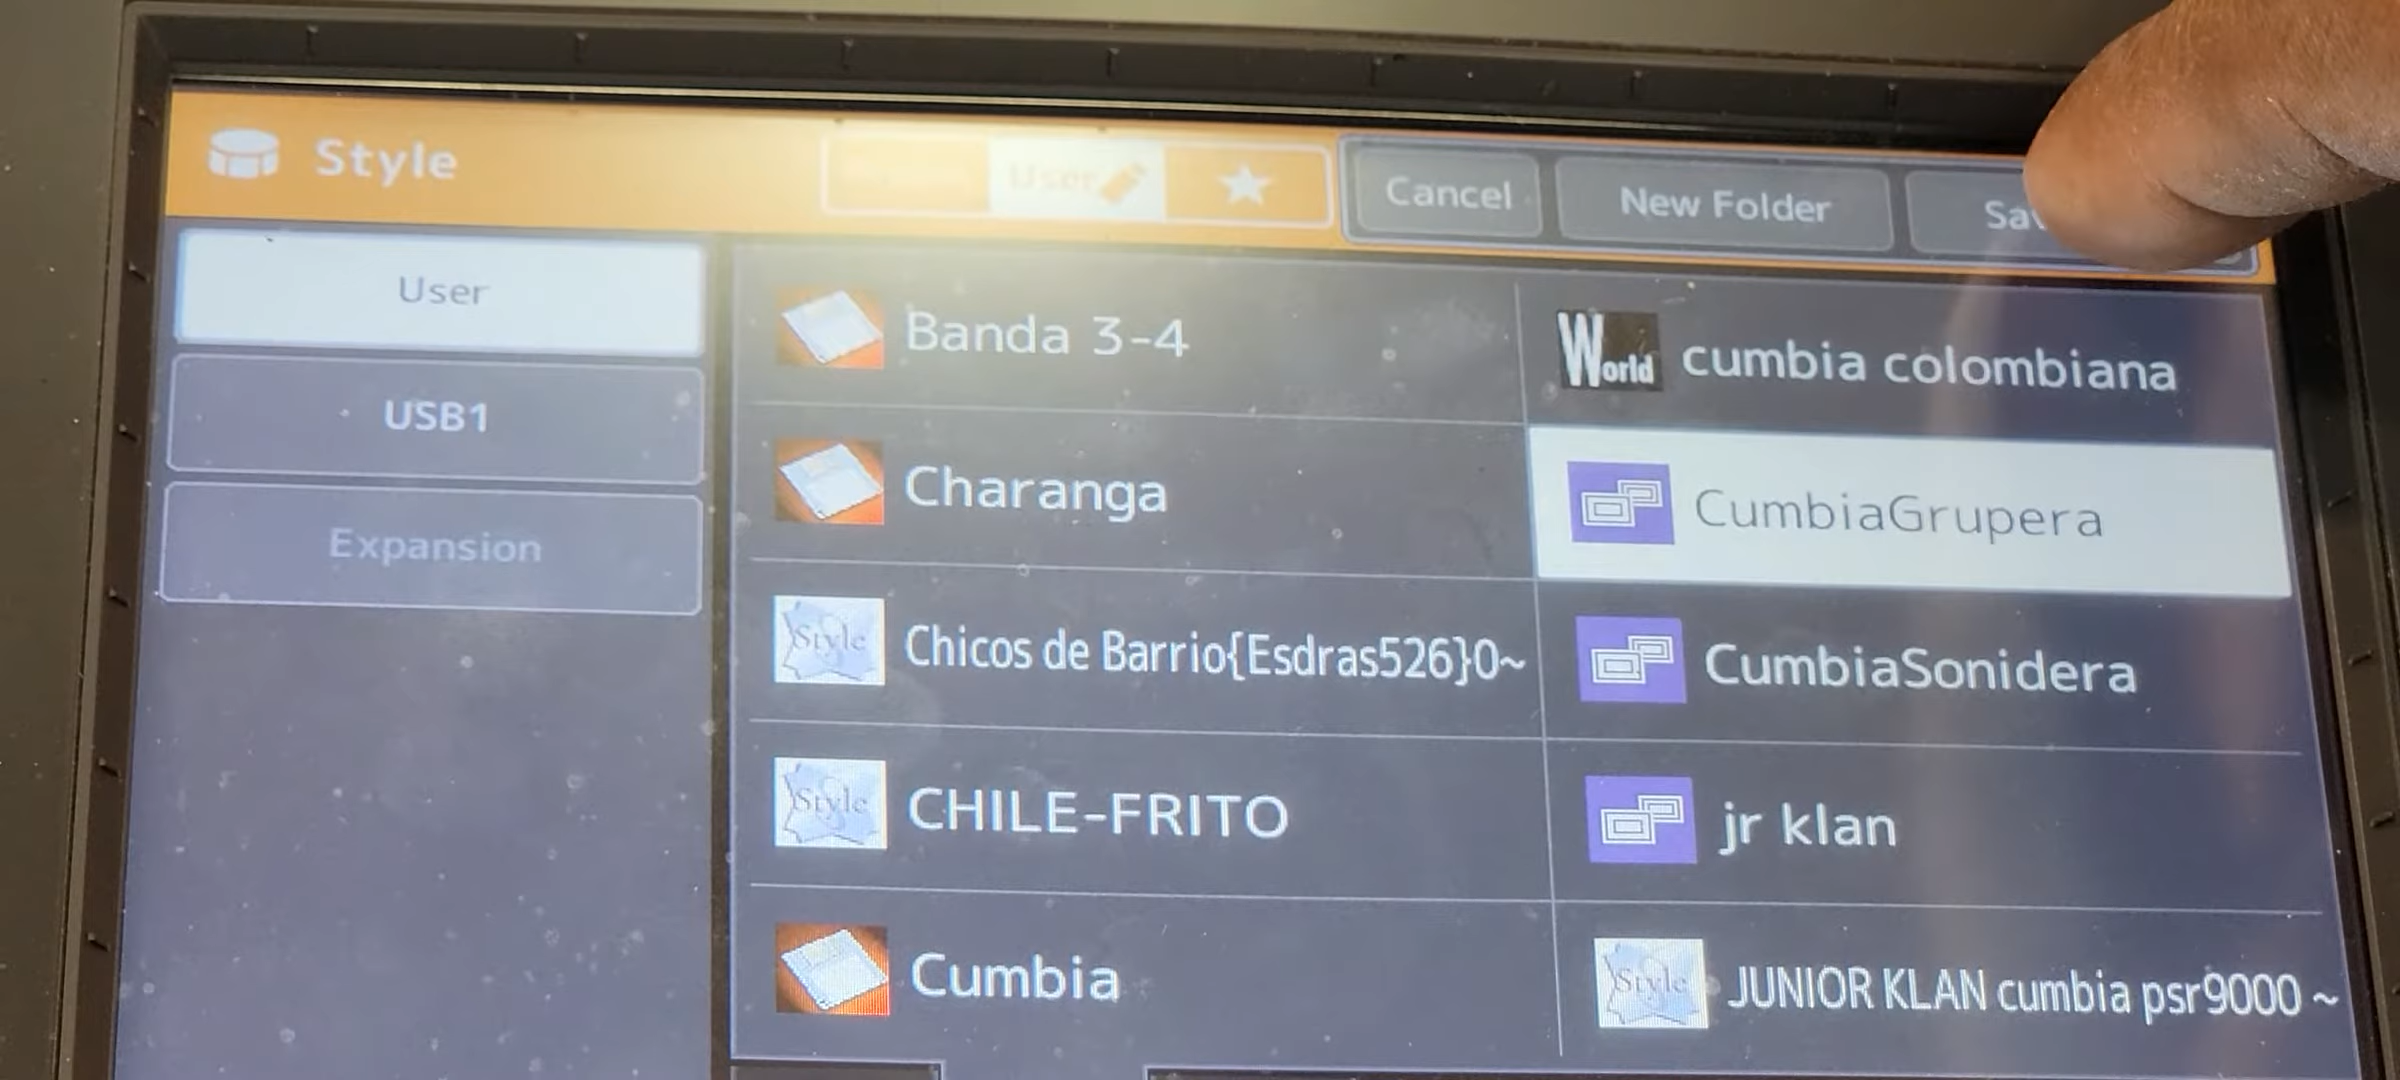 Style
User
Cancel
New Folder
User
USB1
Expansion
Banda 3-4
Charanga
Style
Chicos de Barrio{Esdras526}0~
Style
CHILE-FRITO
Cumbia
World
cumbia colombiana
CumbiaGrupera
CumbiaSonidera
jr klan
Style
JUNIOR KLAN cumbia psr9000 ~